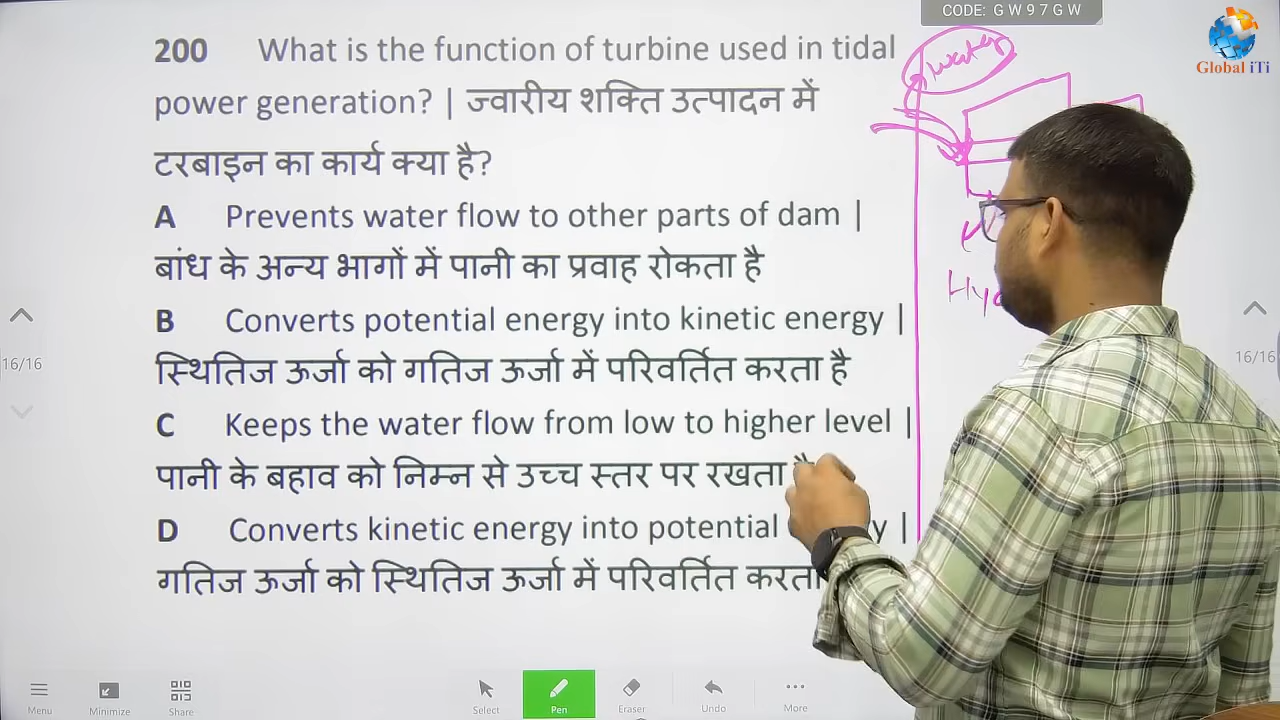 CODE: G W 9 7 G W
Global iTi
200 What is the function of turbine used in tidal
power generation? | ज्वारीय शक्ति उत्पादन में
टरबाइन का कार्य क्या है?
A Prevents water flow to other parts of dam |
बांध के अन्य भागों में पानी का प्रवाह रोकता है
B Converts potential energy into kinetic energy |
स्थितिज ऊर्जा को गतिज ऊर्जा में परिवर्तित करता है
C Keeps the water flow from low to higher level |
पानी के बहाव को निम्न से उच्च स्तर पर रखता
D Converts kinetic energy into potential y |
गतिज ऊर्जा को स्थितिज ऊर्जा में परिवर्तित करता
water
Hyd
16/16
16/16
Menu Minimize Share Select Pen Eraser Undo More